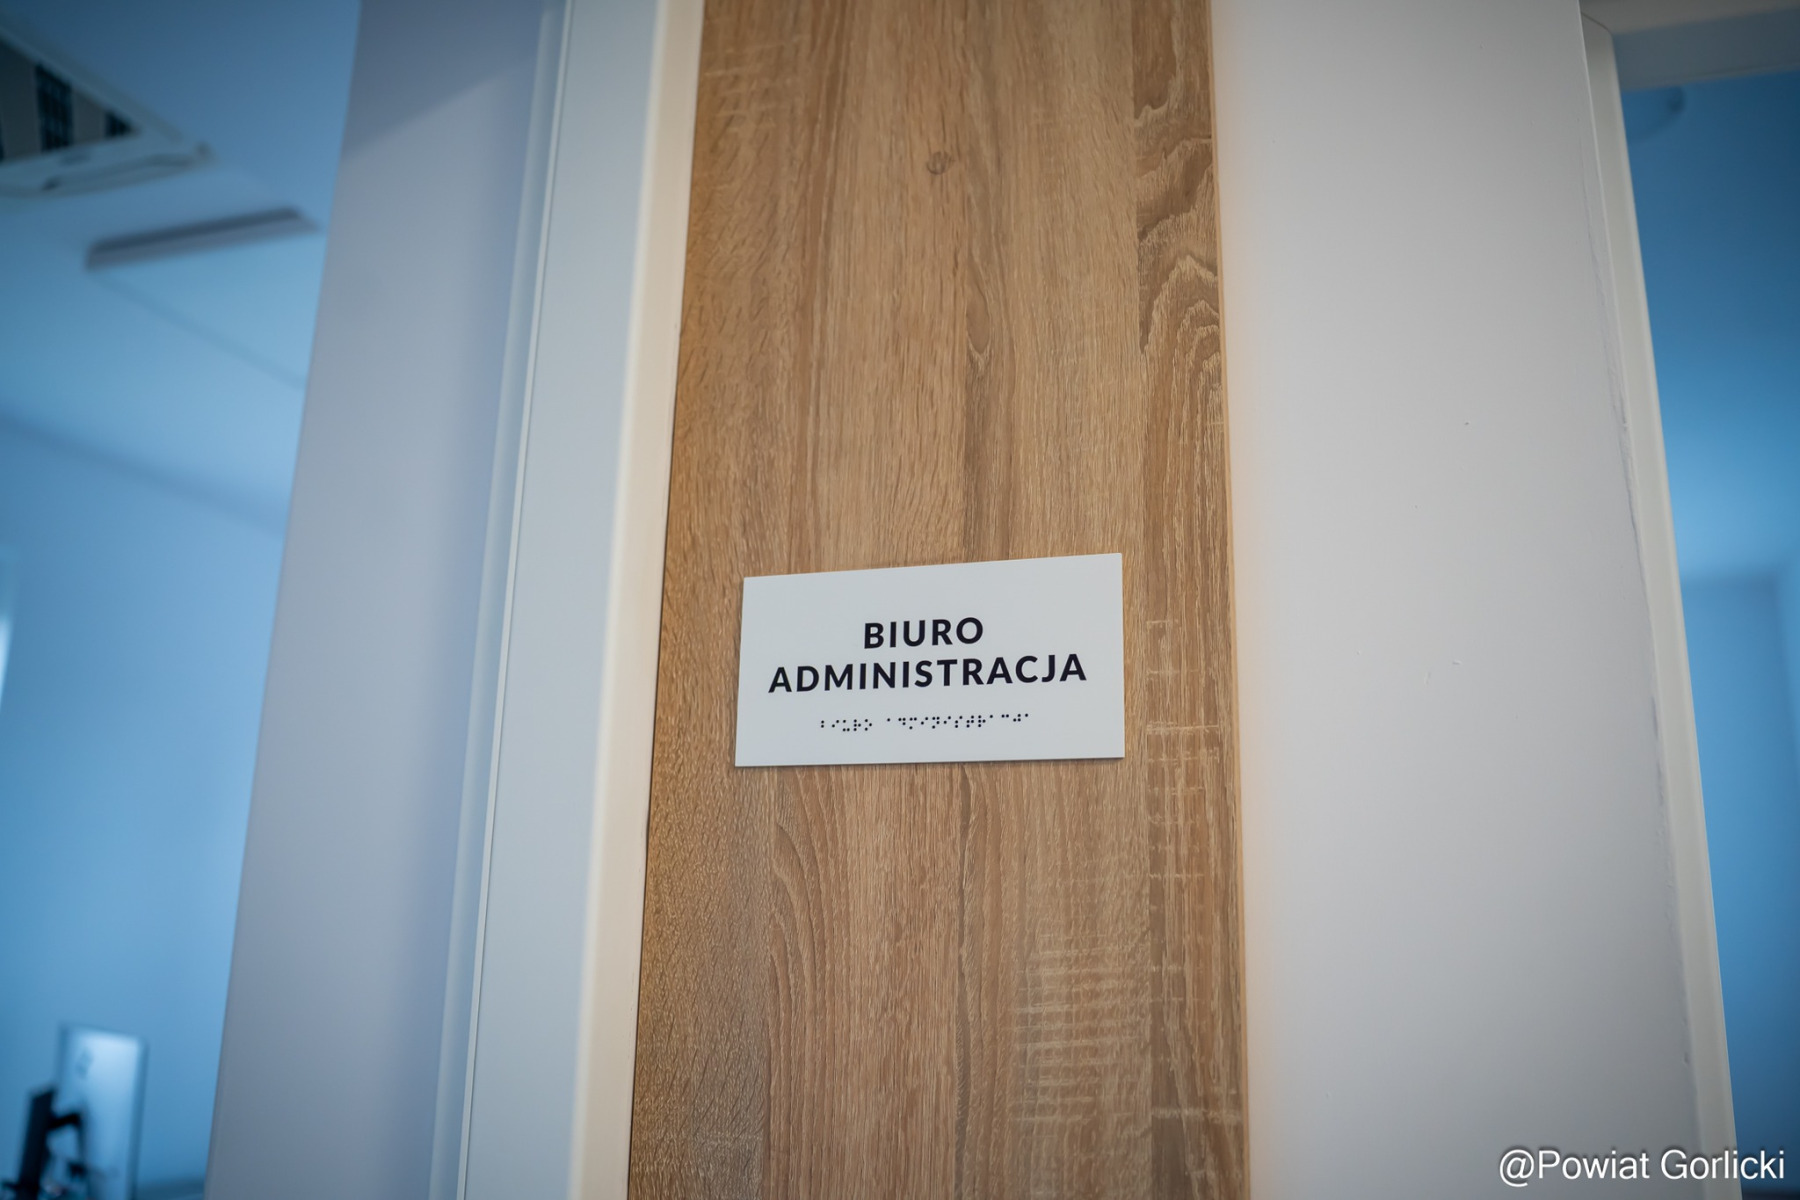 BIURO
ADMINISTRACJA
⠃⠊⠥⠗⠕ ⠁⠙⠍⠊⠝⠊⠎⠞⠗⠁⠉⠚⠁
@Powiat Gorlicki